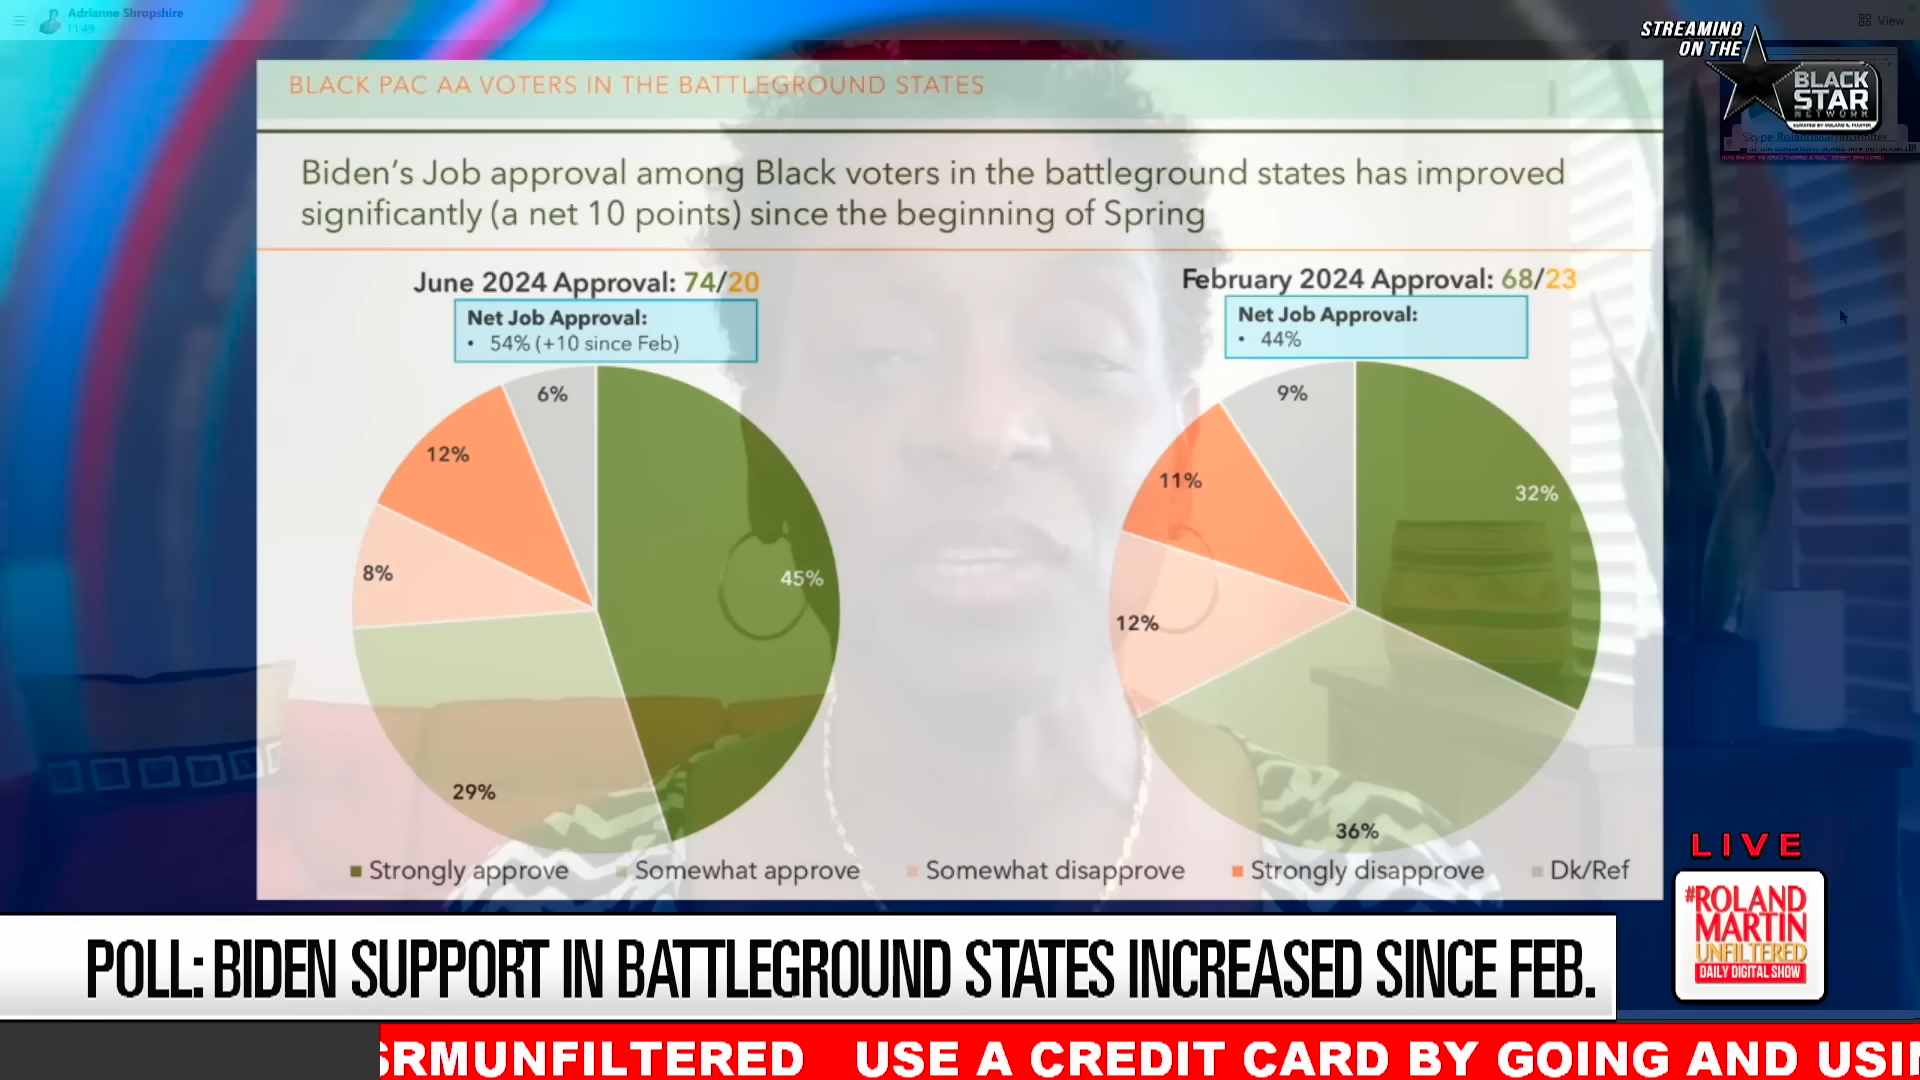 Adrianne Shropshire
View
STREAMING
ON THE
BLACK
STAR
NETWORK
BLACK PAC AA VOTERS IN THE BATTLEGROUND STATES
Biden's Job approval among Black voters in the battleground states has improved
significantly (a net 10 points) since the beginning of Spring
June 2024 Approval: 74/20
Net Job Approval:
• 54% (+10 since Feb)
6%
12%
8%
45%
29%
February 2024 Approval: 68/23
Net Job Approval:
• 44%
9%
11%
32%
12%
36%
Strongly approve
Somewhat approve
Somewhat disapprove
Strongly disapprove
Dk/Ref
LIVE
#ROLAND
MARTIN
UNFILTERED
DAILY DIGITAL SHOW
POLL: BIDEN SUPPORT IN BATTLEGROUND STATES INCREASED SINCE FEB.
SRMUNFILTERED USE A CREDIT CARD BY GOING AND USI